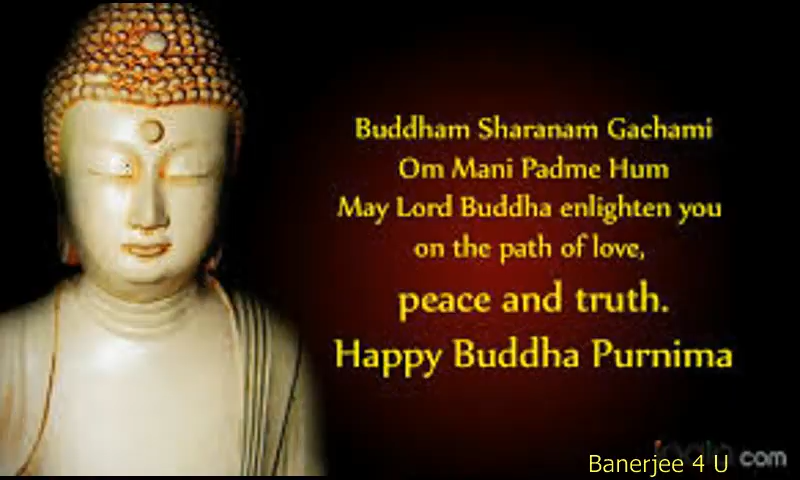 Buddham Sharanam Gachami
Om Mani Padme Hum
May Lord Buddha enlighten you
on the path of love,
peace and truth.
Happy Buddha Purnima
Banerjee 4 U
.com